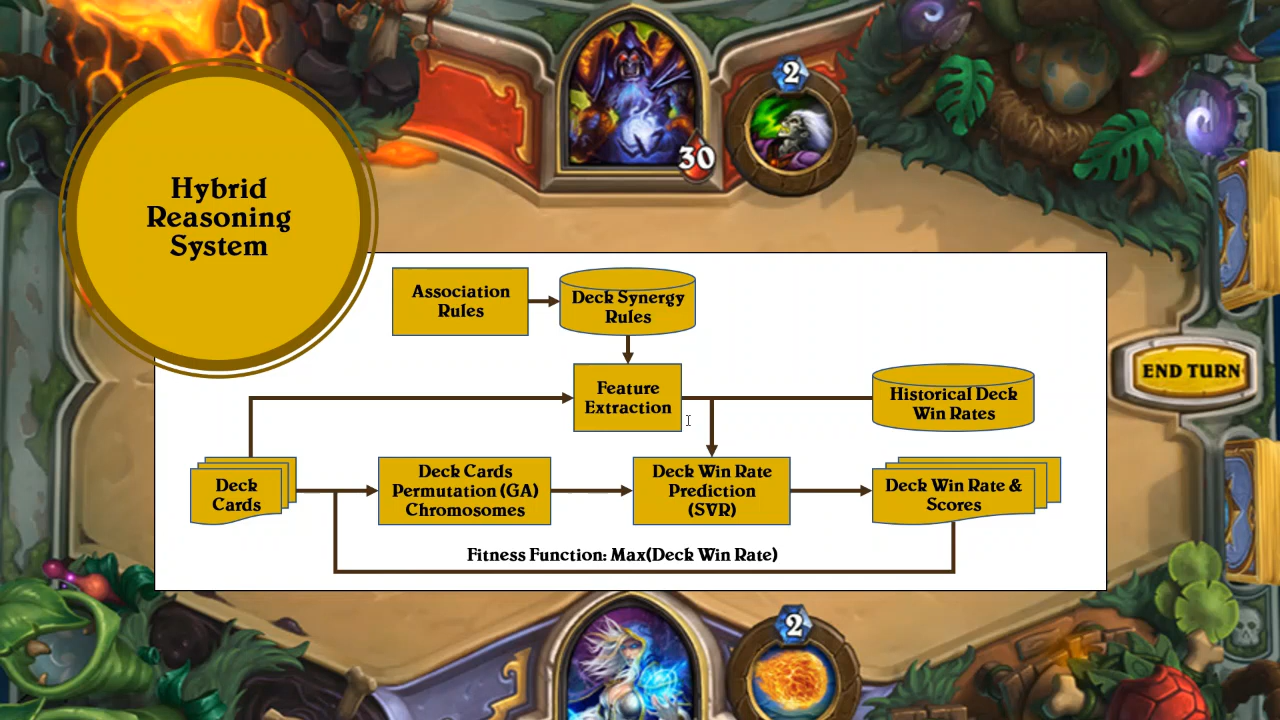 2
30
Hybrid
Reasoning
System
Association
Rules
Deck Synergy
Rules
Feature
Extraction
Historical Deck
Win Rates
END TURN
Deck
Cards
Deck Cards
Permutation (GA)
Chromosomes
Deck Win Rate
Prediction
(SVR)
Deck Win Rate &
Scores
Fitness Function: Max(Deck Win Rate)
2